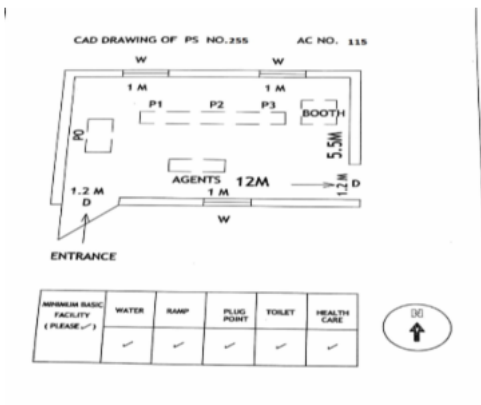 CAD DRAWING OF PS NO.255 AC NO. 115
W W
1 M 1 M
P1 P2 P3
BOOTH
PO
5.5M
AGENTS 12M
1.2 M 1 M 1.2 M D
D
W
ENTRANCE
MINIMUM BASIC FACILITY (PLEASE ✓) WATER RAMP PLUG POINT TOILET HEALTH CARE
✓ ✓ ✓ ✓ ✓
N